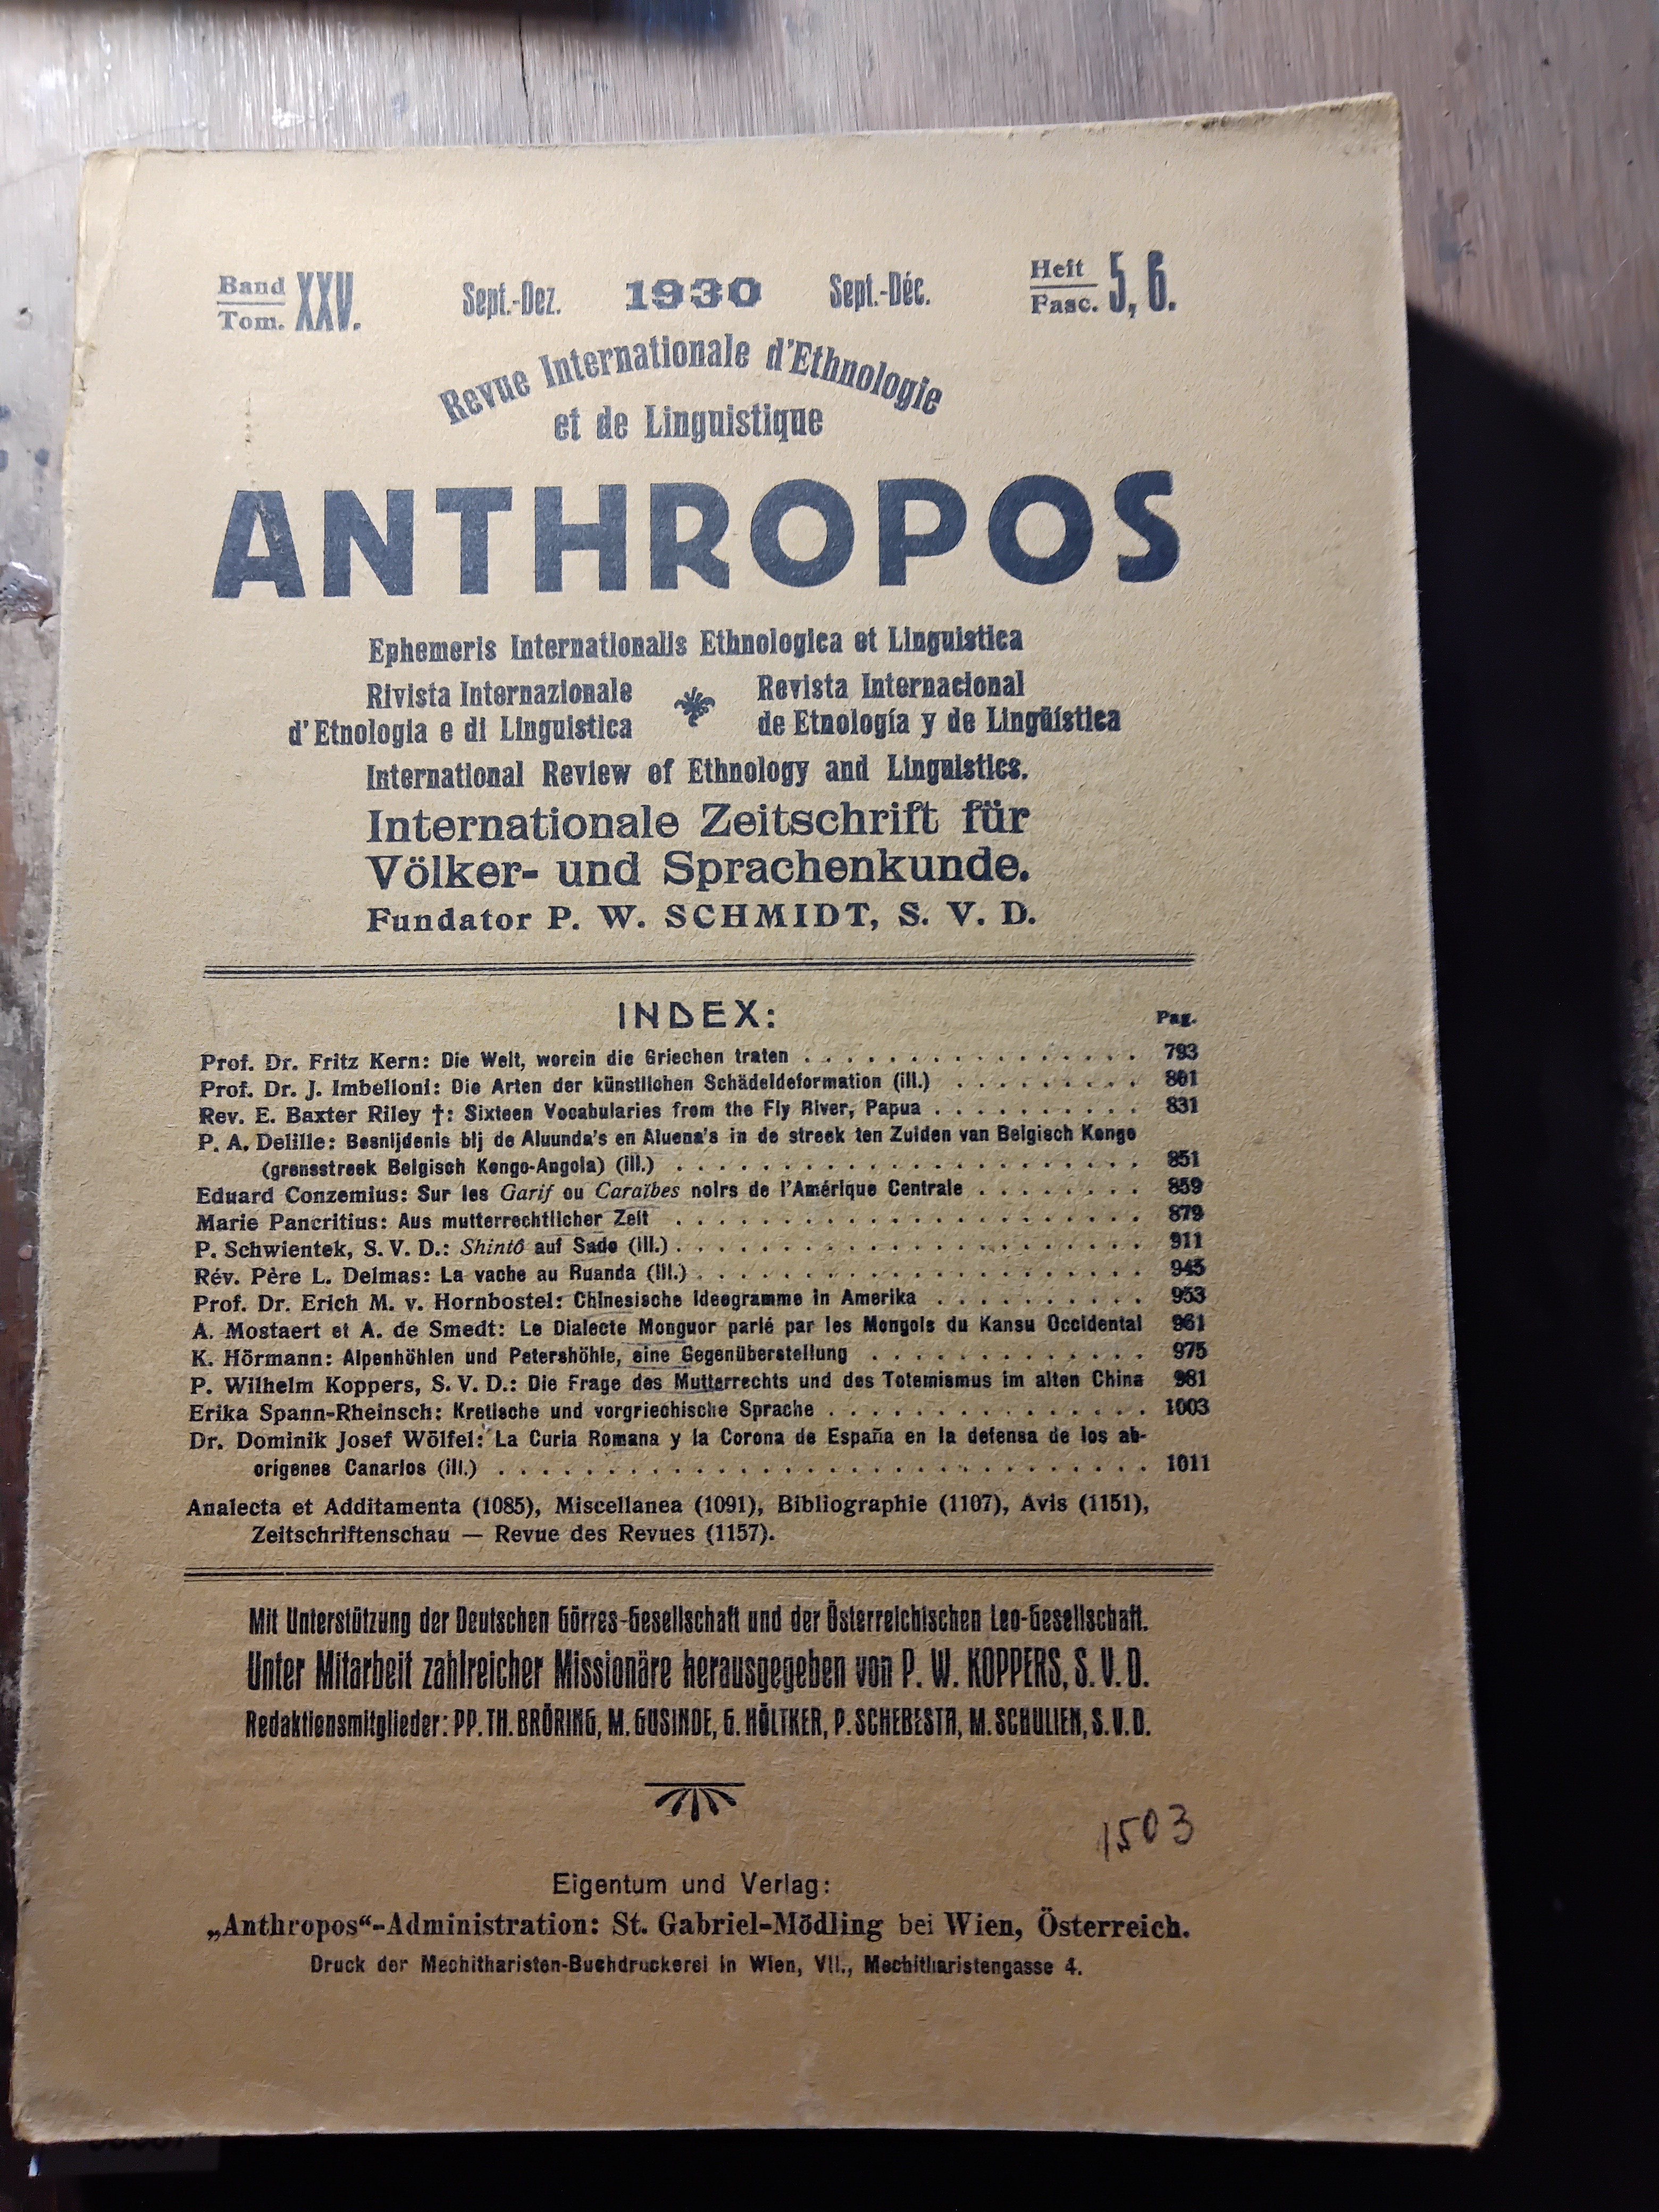 Band Tom. XXV.
Sept.-Dez. 1930 Sept.-Déc.
Heft Fasc. 5, 6.
Revue Internationale d'Ethnologie
et de Linguistique
ANTHROPOS
Ephemeris Internationalis Ethnologica et Linguistica
Rivista Internazionale
d'Etnologia e di Linguistica
Revista Internacional
de Etnología y de Lingüística
International Review of Ethnology and Linguistics.
Internationale Zeitschrift für
Völker- und Sprachenkunde.
Fundator P. W. SCHMIDT, S. V. D.
INDEX:
Pag.
Prof. Dr. Fritz Kern: Die Welt, worein die Griechen traten . . . . . . . . . . . . . . . . 793
Prof. Dr. J. Imbelloni: Die Arten der künstlichen Schädeldeformation (ill.) . . . . . . . . . 801
Rev. E. Baxter Riley †: Sixteen Vocabularies from the Fly River, Papua . . . . . . . . . . 831
P. A. Delille: Besnijdenis bij de Aluunda's en Aluena's in de streek ten Zuiden van Belgisch Kongo
(grensstreek Belgisch Kongo-Angola) (ill.) . . . . . . . . . . . . . . . . . . . . . 851
Eduard Conzemius: Sur les Garif ou Caraïbes noirs de l'Amérique Centrale . . . . . . . . 859
Marie Pancritius: Aus mutterrechtlicher Zeit . . . . . . . . . . . . . . . . . . . . . 879
P. Schwientek, S. V. D.: Shintô auf Sado (ill.) . . . . . . . . . . . . . . . . . . . . . 911
Rév. Père L. Delmas: La vache au Ruanda (ill.) . . . . . . . . . . . . . . . . . . . . 945
Prof. Dr. Erich M. v. Hornbostel: Chinesische Ideogramme in Amerika . . . . . . . . . . 953
A. Mostaert et A. de Smedt: Le Dialecte Monguor parlé par les Mongols du Kansu Occidental 961
K. Hörmann: Alpenhöhlen und Petershöhle, eine Gegenüberstellung . . . . . . . . . . . . . 975
P. Wilhelm Koppers, S. V. D.: Die Frage des Mutterrechts und des Totemismus im alten China 981
Erika Spann-Rheinsch: Kretische und vorgriechische Sprache . . . . . . . . . . . . . . . 1003
Dr. Dominik Josef Wölfel: La Curia Romana y la Corona de España en la defensa de los ab-
orígenes Canarios (ill.) . . . . . . . . . . . . . . . . . . . . . . . . . . . . . 1011
Analecta et Additamenta (1085), Miscellanea (1091), Bibliographie (1107), Avis (1151),
Zeitschriftenschau — Revue des Revues (1157).
Mit Unterstützung der Deutschen Görres-Gesellschaft und der Österreichischen Leo-Gesellschaft.
Unter Mitarbeit zahlreicher Missionäre herausgegeben von P. W. KOPPERS, S. V. D.
Redaktionsmitglieder: PP. TH. BRÖRING, M. GUSINDE, G. HÖLTKER, P. SCHEBESTA, M. SCHULIEN, S. V. D.
1503
Eigentum und Verlag:
„Anthropos“-Administration: St. Gabriel-Mödling bei Wien, Österreich.
Druck der Mechitharisten-Buchdruckerei in Wien, VII., Mechitharistengasse 4.